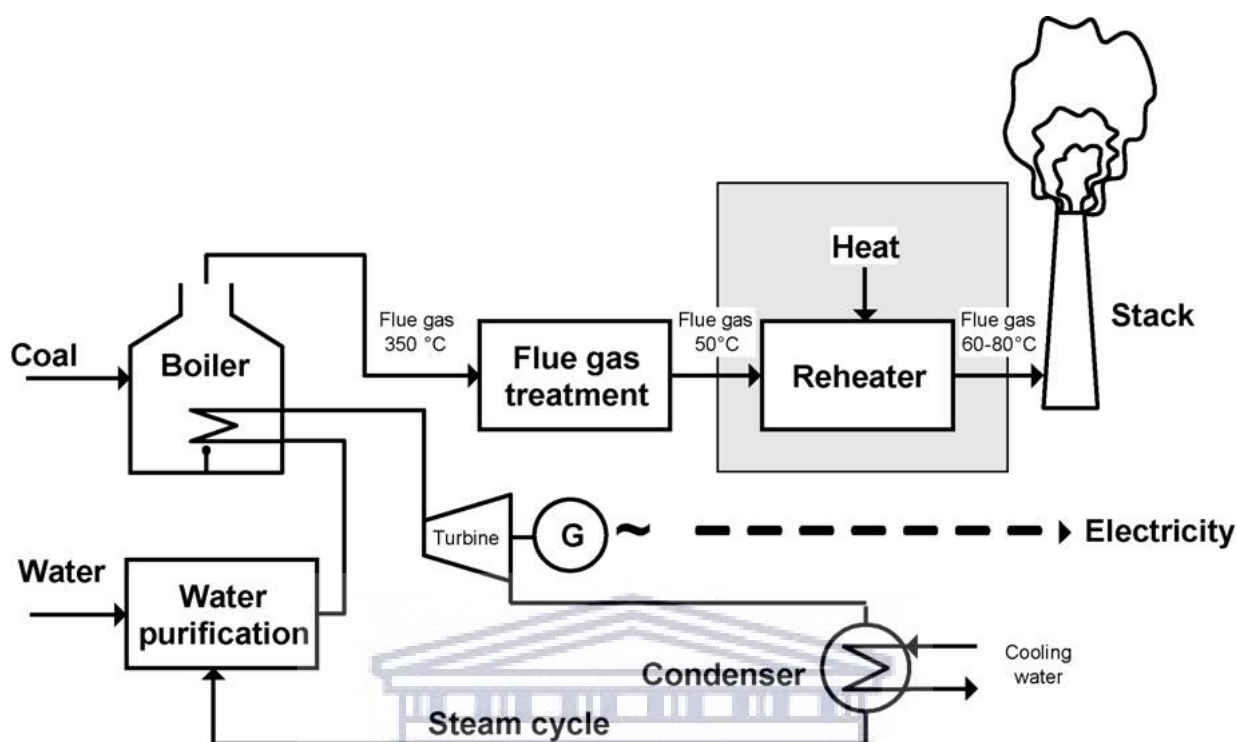 Heat
Stack
Coal
Boiler
Flue gas
350 °C
Flue gas
treatment
Flue gas
50°C
Reheater
Flue gas
60-80°C
Turbine
G
~
Electricity
Water
Water
purification
Condenser
Cooling
water
Steam cycle